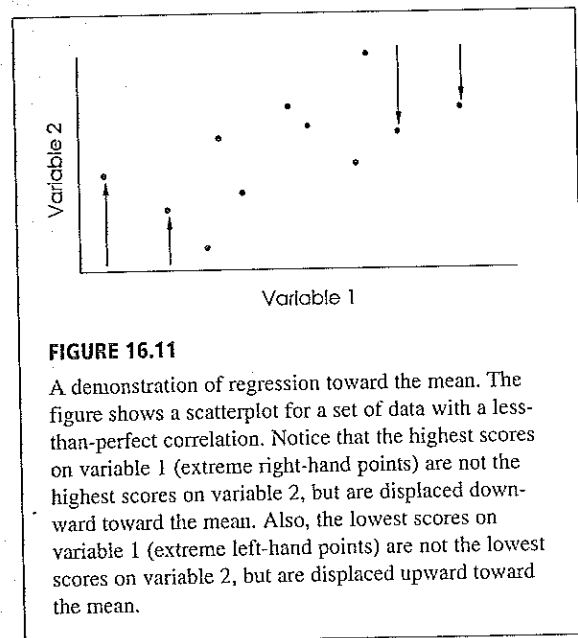 Variable 2
Variable 1
FIGURE 16.11
A demonstration of regression toward the mean. The
figure shows a scatterplot for a set of data with a less-
than-perfect correlation. Notice that the highest scores
on variable 1 (extreme right-hand points) are not the
highest scores on variable 2, but are displaced down-
ward toward the mean. Also, the lowest scores on
variable 1 (extreme left-hand points) are not the lowest
scores on variable 2, but are displaced upward toward
the mean.